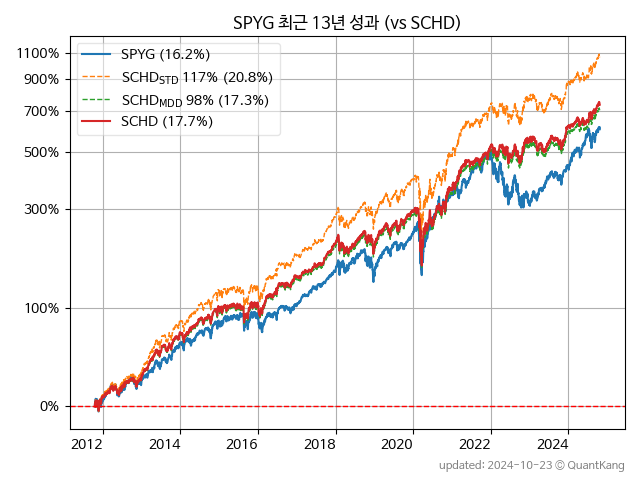 SPYG 최근 13년 성과 (vs SCHD)
SPYG (16.2%)
SCHD_STD 117% (20.8%)
SCHD_MDD 98% (17.3%)
SCHD (17.7%)
1100%
900%
700%
500%
300%
100%
0%
2012 2014 2016 2018 2020 2022 2024
updated: 2024-10-23 ⓒ QuantKang